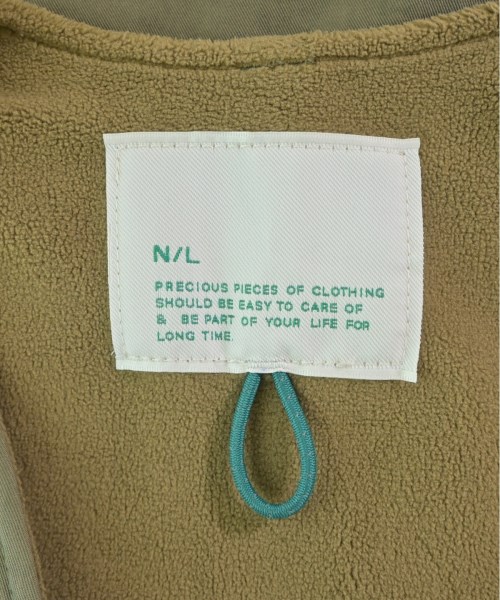 N/L
PRECIOUS PIECES OF CLOTHING
SHOULD BE EASY TO CARE OF
& BE PART OF YOUR LIFE FOR
LONG TIME.